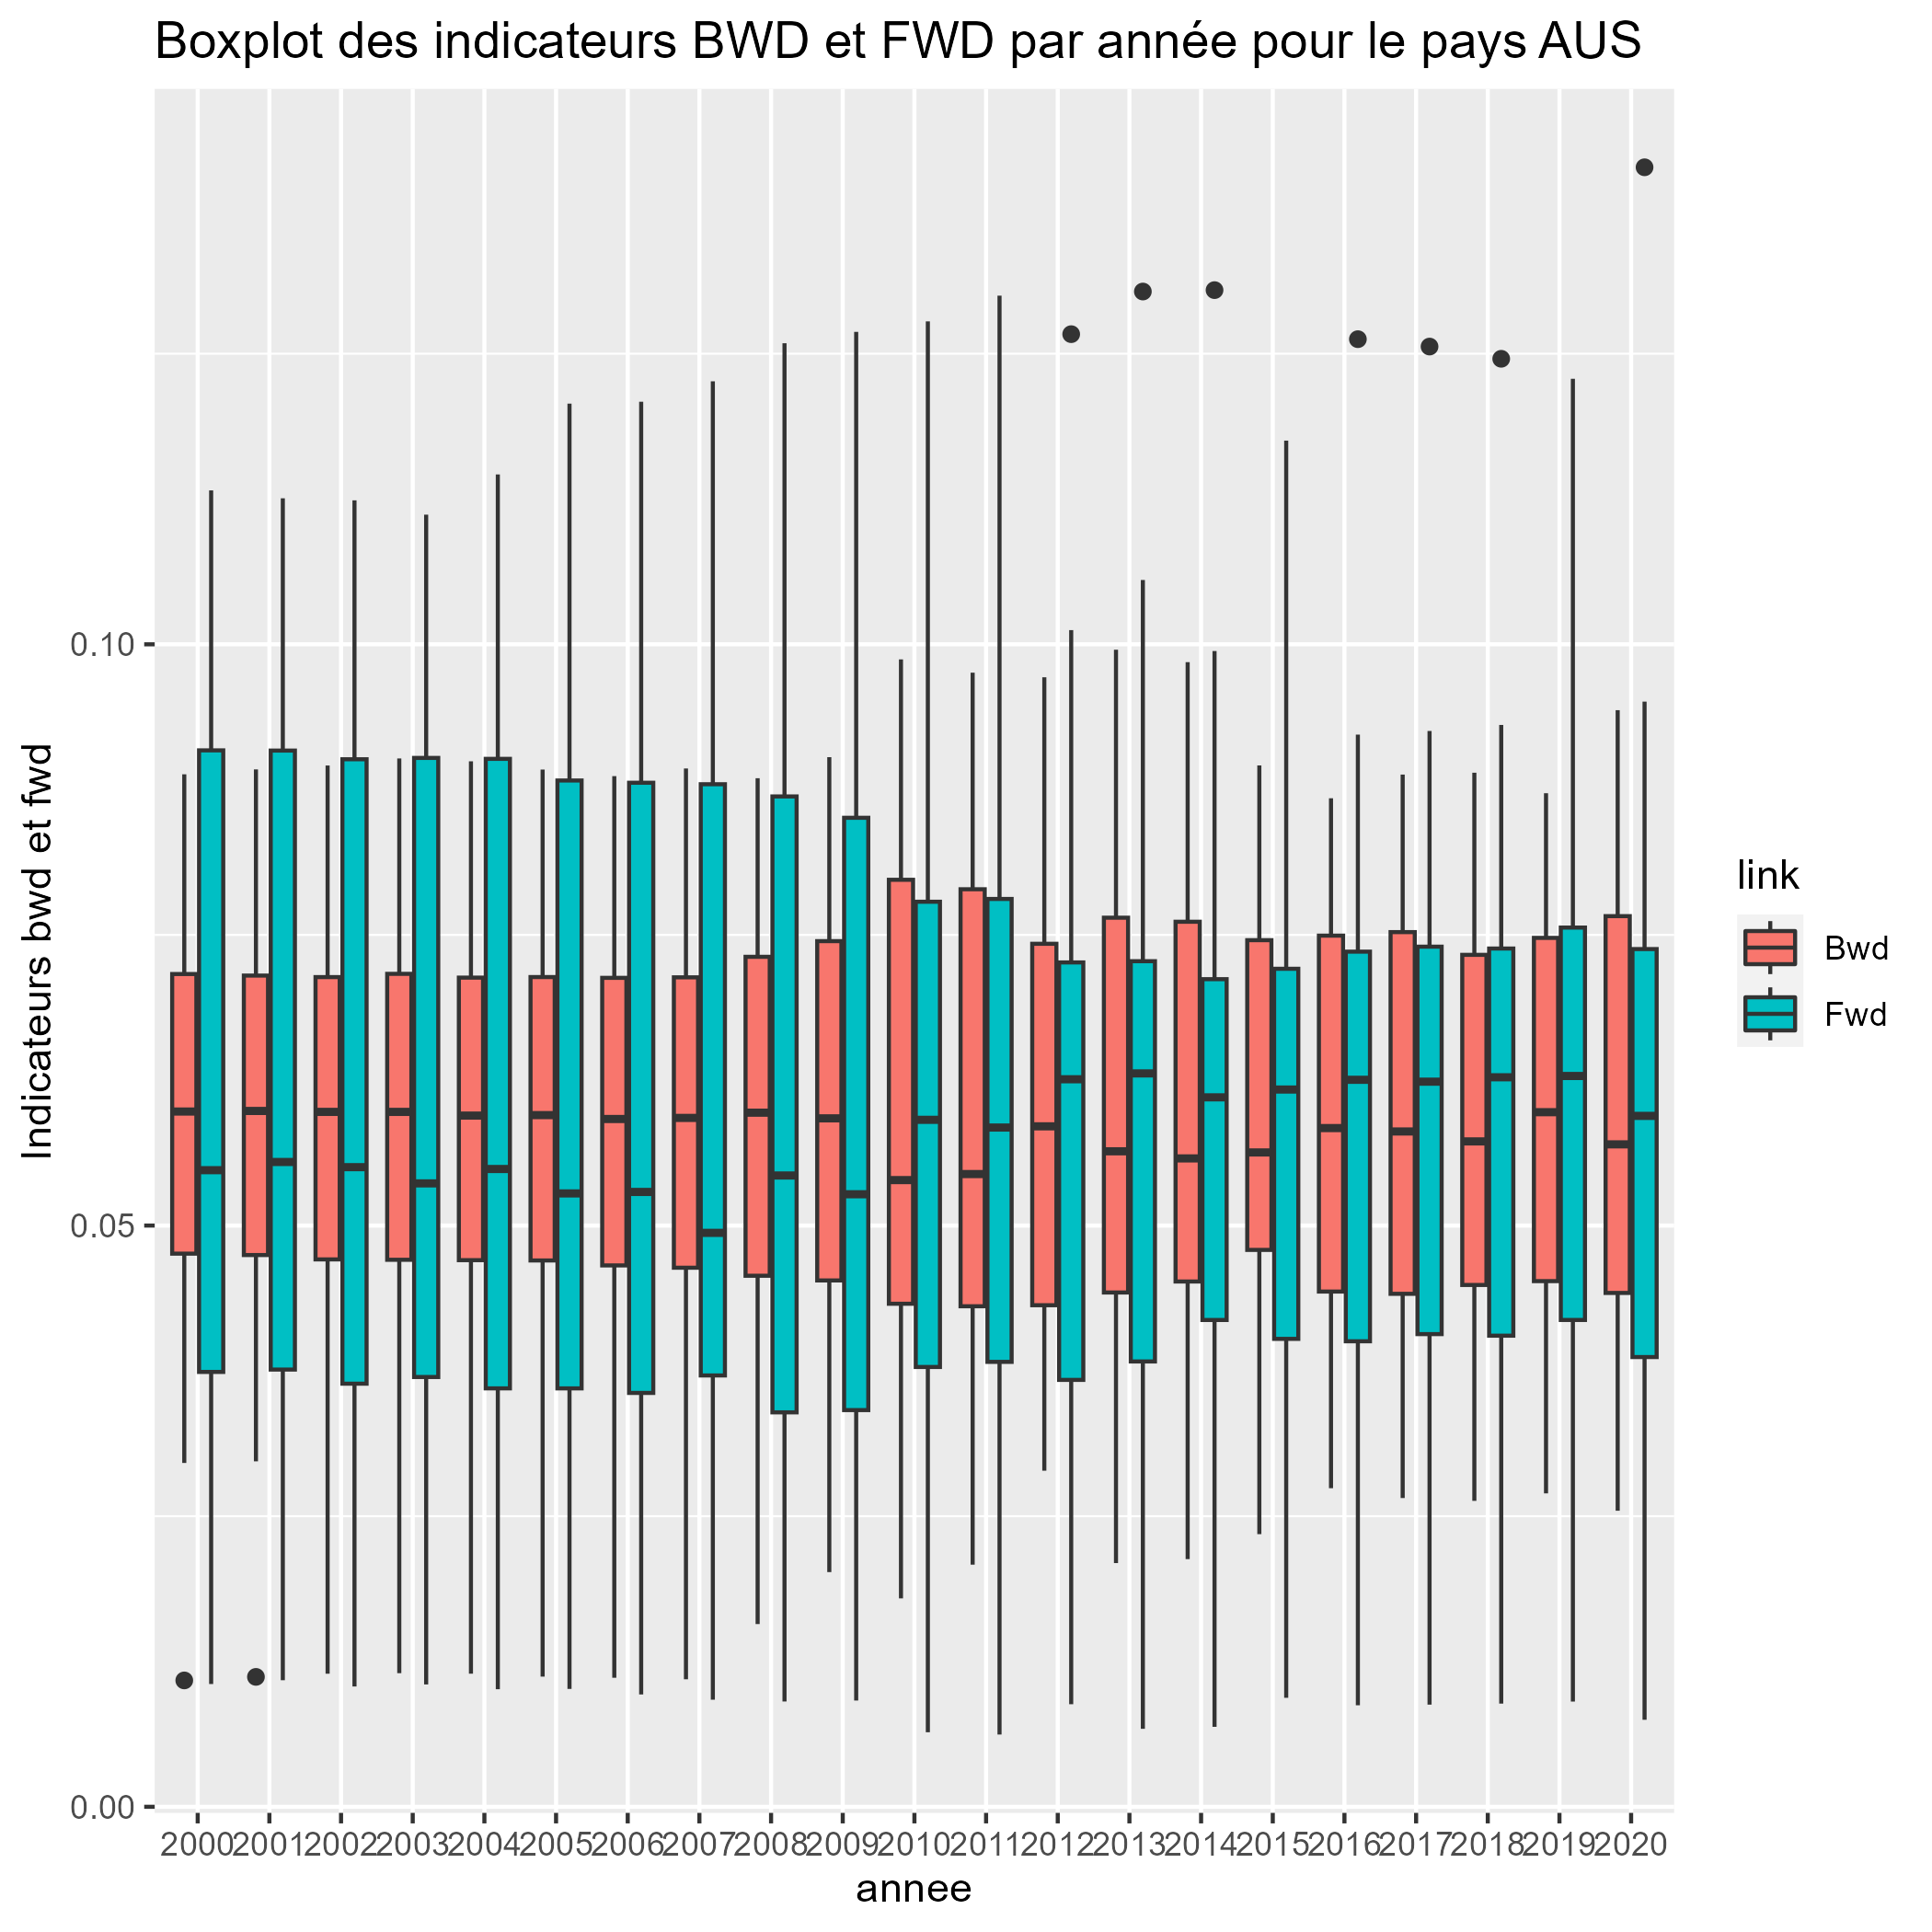 Boxplot des indicateurs BWD et FWD par année pour le pays AUS
Indicateurs bwd et fwd
0.10
0.05
0.00
2000 2001 2002 2003 2004 2005 2006 2007 2008 2009 2010 2011 2012 2013 2014 2015 2016 2017 2018 2019 2020
annee
link
Bwd
Fwd